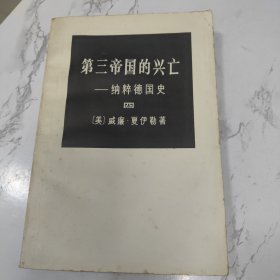 第三帝国的兴亡
——纳粹德国史
四
〔美〕威廉·夏伊勒著